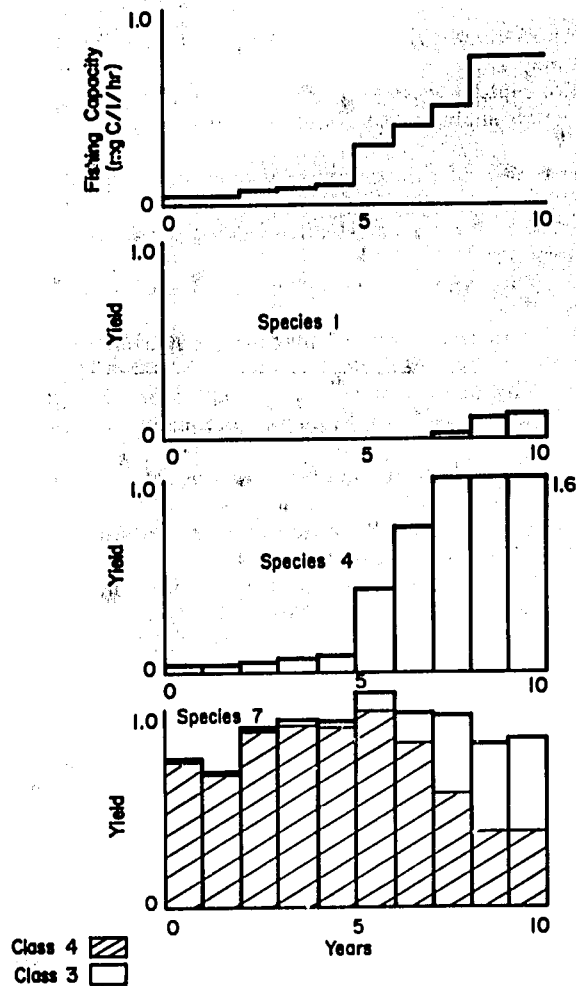 1.0
Fishing Capacity
(mg C/l/hr)
0
0 5 10
1.0
Yield
Species 1
0
0 5 10
1.0
1.6
Yield
Species 4
0
0 5 10
1.0
Species 7
Yield
0
0 5 10
Years
Class 4
Class 3